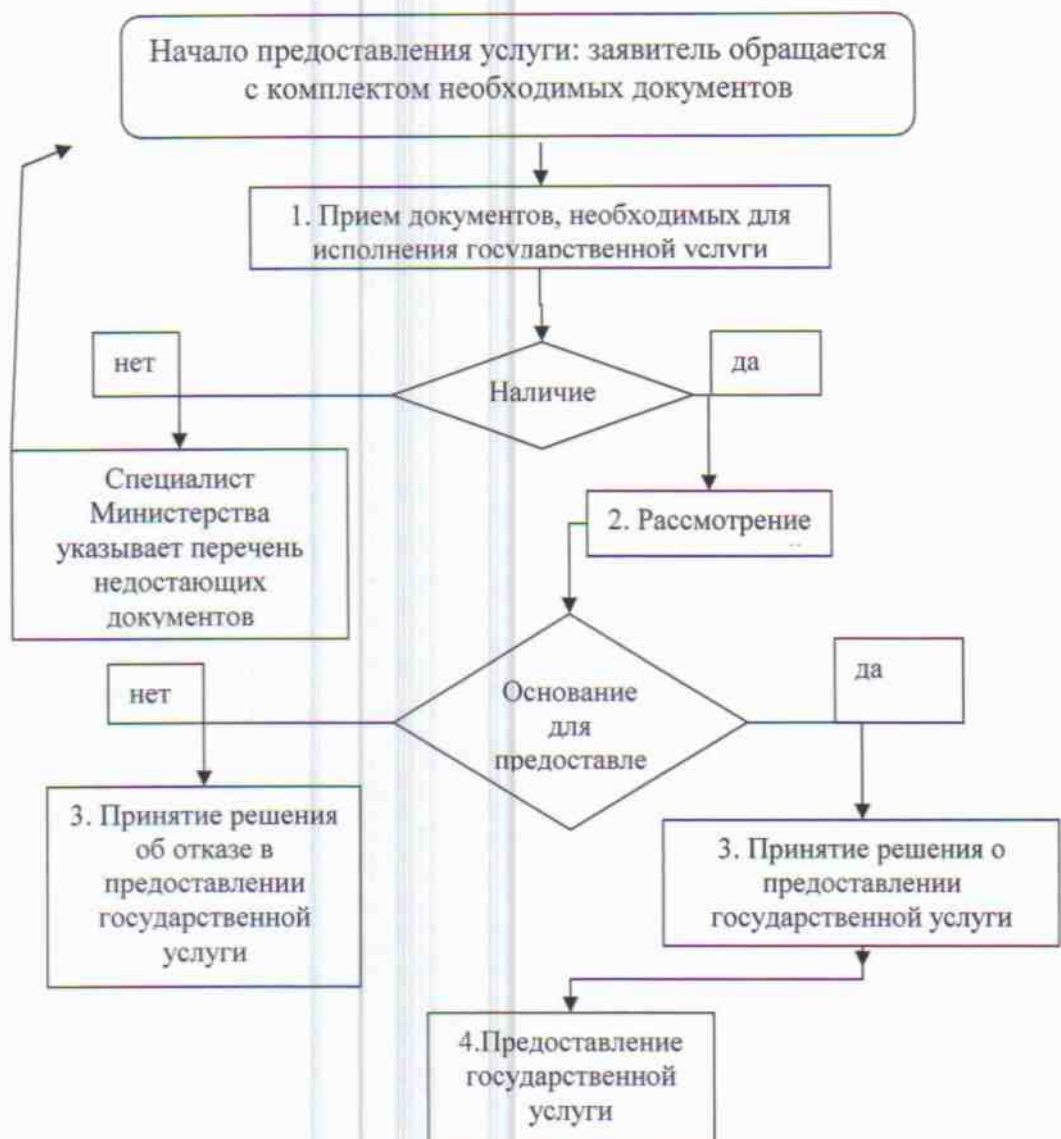 Начало предоставления услуги: заявитель обращается
с комплектом необходимых документов
1. Прием документов, необходимых для
исполнения государственной услуги
нет
Наличие
да
Специалист
Министерства
указывает перечень
недостающих
документов
2. Рассмотрение
нет
Основание
для
предоставле
да
3. Принятие решения
об отказе в
предоставлении
государственной
услуги
3. Принятие решения о
предоставлении
государственной услуги
4.Предоставление
государственной
услуги